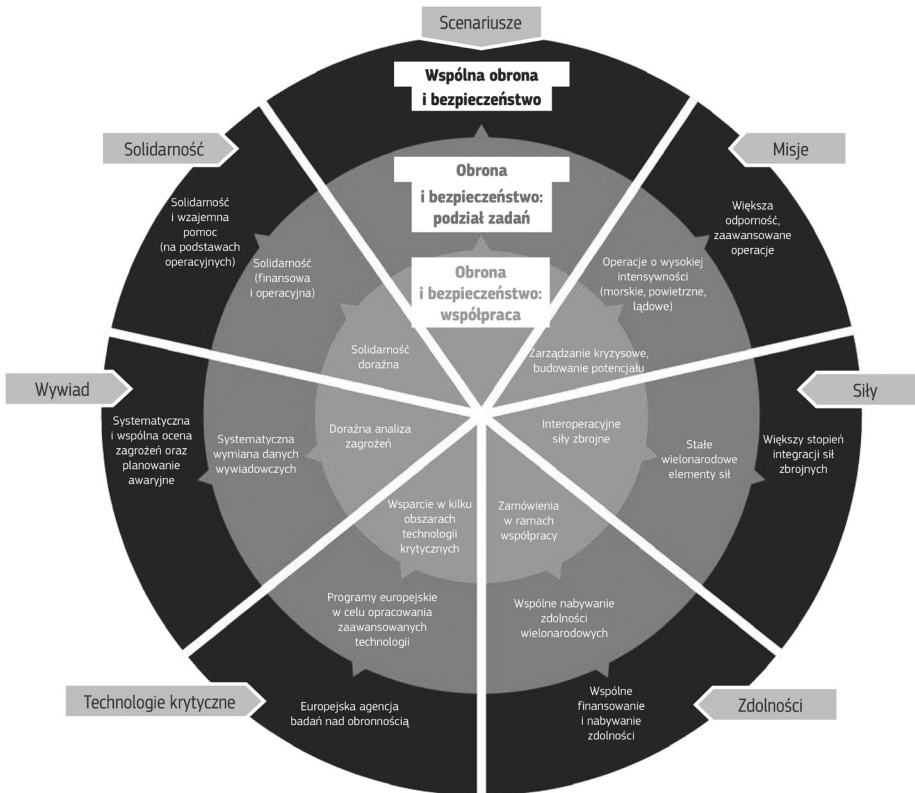 Scenariusze
Wspólna obrona
i bezpieczeństwo
Obrona
i bezpieczeństwo:
podział zadań
Obrona
i bezpieczeństwo:
współpraca
Misje
Większa
odporność,
zaawansowane
operacje
Operacje o wysokiej
intensywności
(morskie, powietrzne,
lądowe)
Zarządzanie kryzysowe,
budowanie potencjału
Siły
Większy stopień
integracji sił
zbrojnych
Stałe
wielonarodowe
elementy sił
Interoperacyjne
siły zbrojne
Zdolności
Wspólne
finansowanie
i nabywanie
zdolności
Wspólne nabywanie
zdolności
wielonarodowych
Zamówienia
w ramach
współpracy
Technologie krytyczne
Europejska agencja
badań nad obronnością
Programy europejskie
w celu opracowania
zaawansowanych
technologii
Wsparcie w kilku
obszarach
technologii
krytycznych
Wywiad
Systematyczna
i wspólna ocena
zagrożeń oraz
planowanie
awaryjne
Systematyczna
wymiana danych
wywiadowczych
Doraźna analiza
zagrożeń
Solidarność
Solidarność
i wzajemna
pomoc
(na podstawach
operacyjnych)
Solidarność
(finansowa
i operacyjna)
Solidarność
doraźna